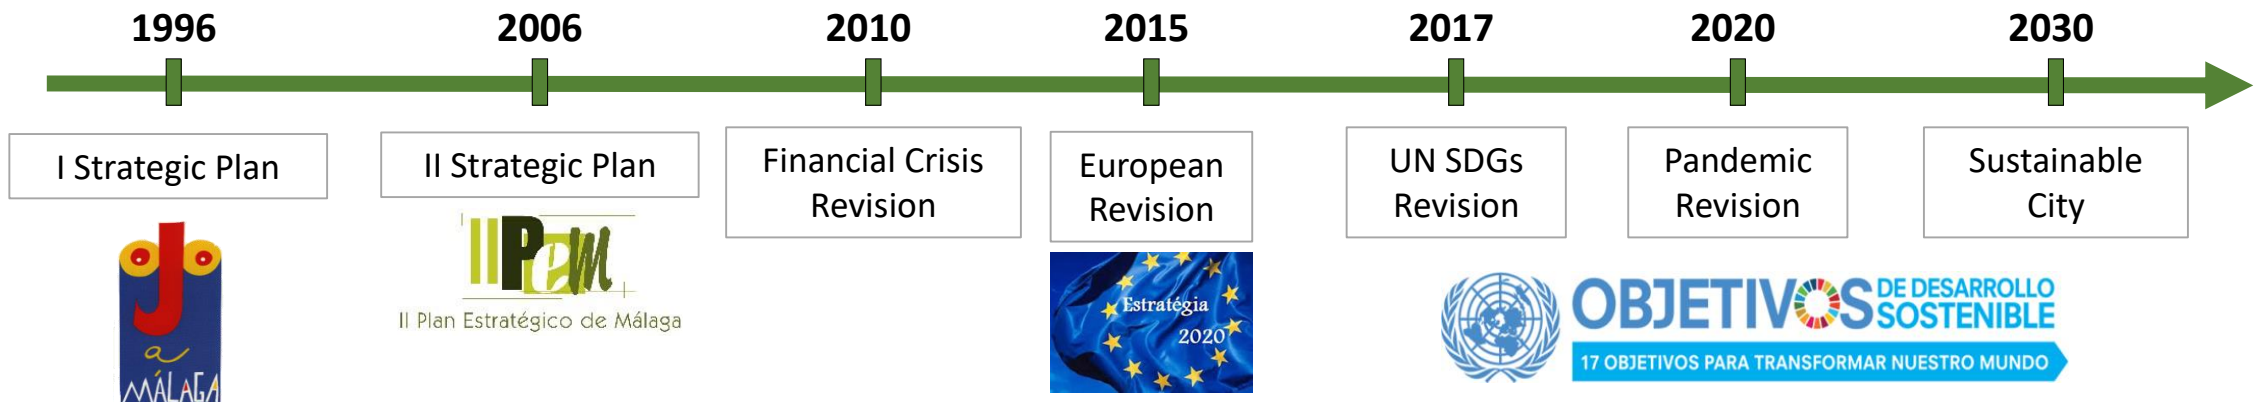 1996
2006
2010
2015
2017
2020
2030
I Strategic Plan
II Strategic Plan
Financial Crisis
Revision
European
Revision
UN SDGs
Revision
Pandemic
Revision
Sustainable
City
a
MÁLAGA
IIPem
II Plan Estratégico de Málaga
Estratégia
2020
OBJETIVOS DE DESARROLLO
SOSTENIBLE
17 OBJETIVOS PARA TRANSFORMAR NUESTRO MUNDO